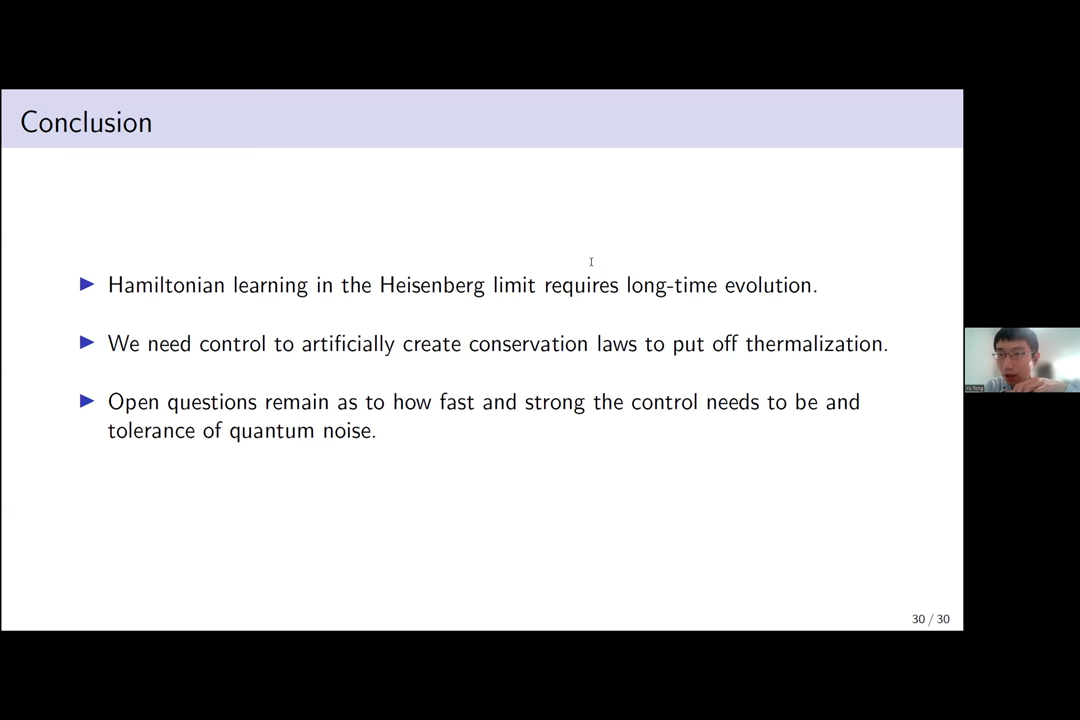 Conclusion
Hamiltonian learning in the Heisenberg limit requires long-time evolution.
We need control to artificially create conservation laws to put off thermalization.
Open questions remain as to how fast and strong the control needs to be and
tolerance of quantum noise.
30 / 30
Yu Tong